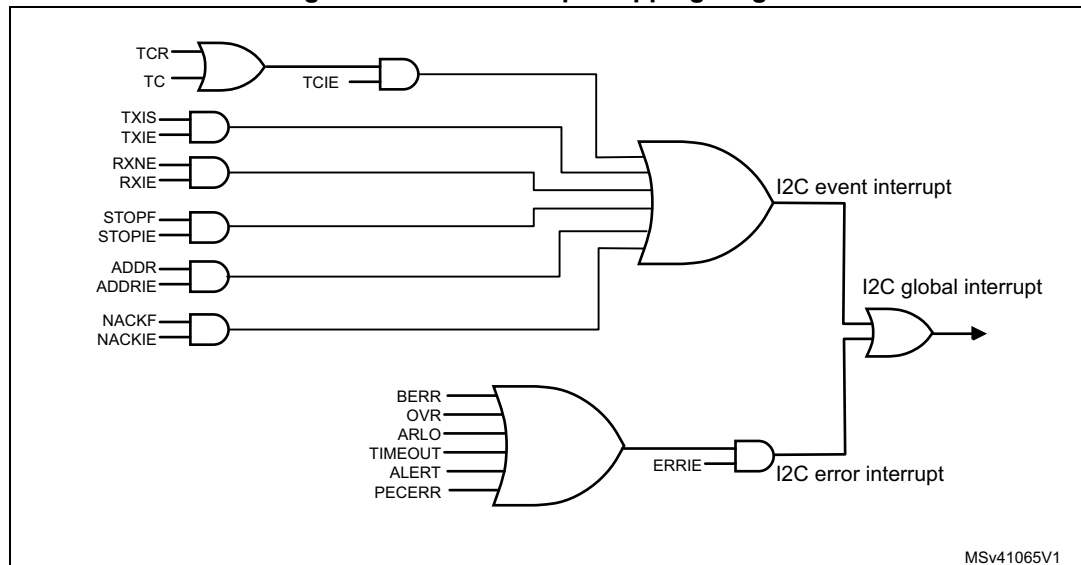 TCR
TC
TCIE
TXIS
TXIE
RXNE
RXIE
STOPF
STOPIE
ADDR
ADDRIE
NACKF
NACKIE
I2C event interrupt
I2C global interrupt
BERR
OVR
ARLO
TIMEOUT
ALERT
PECERR
ERRIE
I2C error interrupt
MSv41065V1